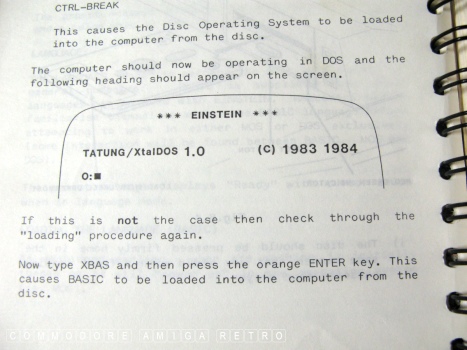 CTRL-BREAK
This causes the Disc Operating System to be loaded
into the computer from the disc.
The computer should now be operating in DOS and the
following heading should appear on the screen.
*** EINSTEIN ***
TATUNG/XtalDOS 1.0 (C) 1983 1984
0:■
If this is not the case then check through the
"loading" procedure again.
Now type XBAS and then press the orange ENTER key. This
causes BASIC to be loaded into the computer from the
disc.
COMMODORE AMIGA RETRO